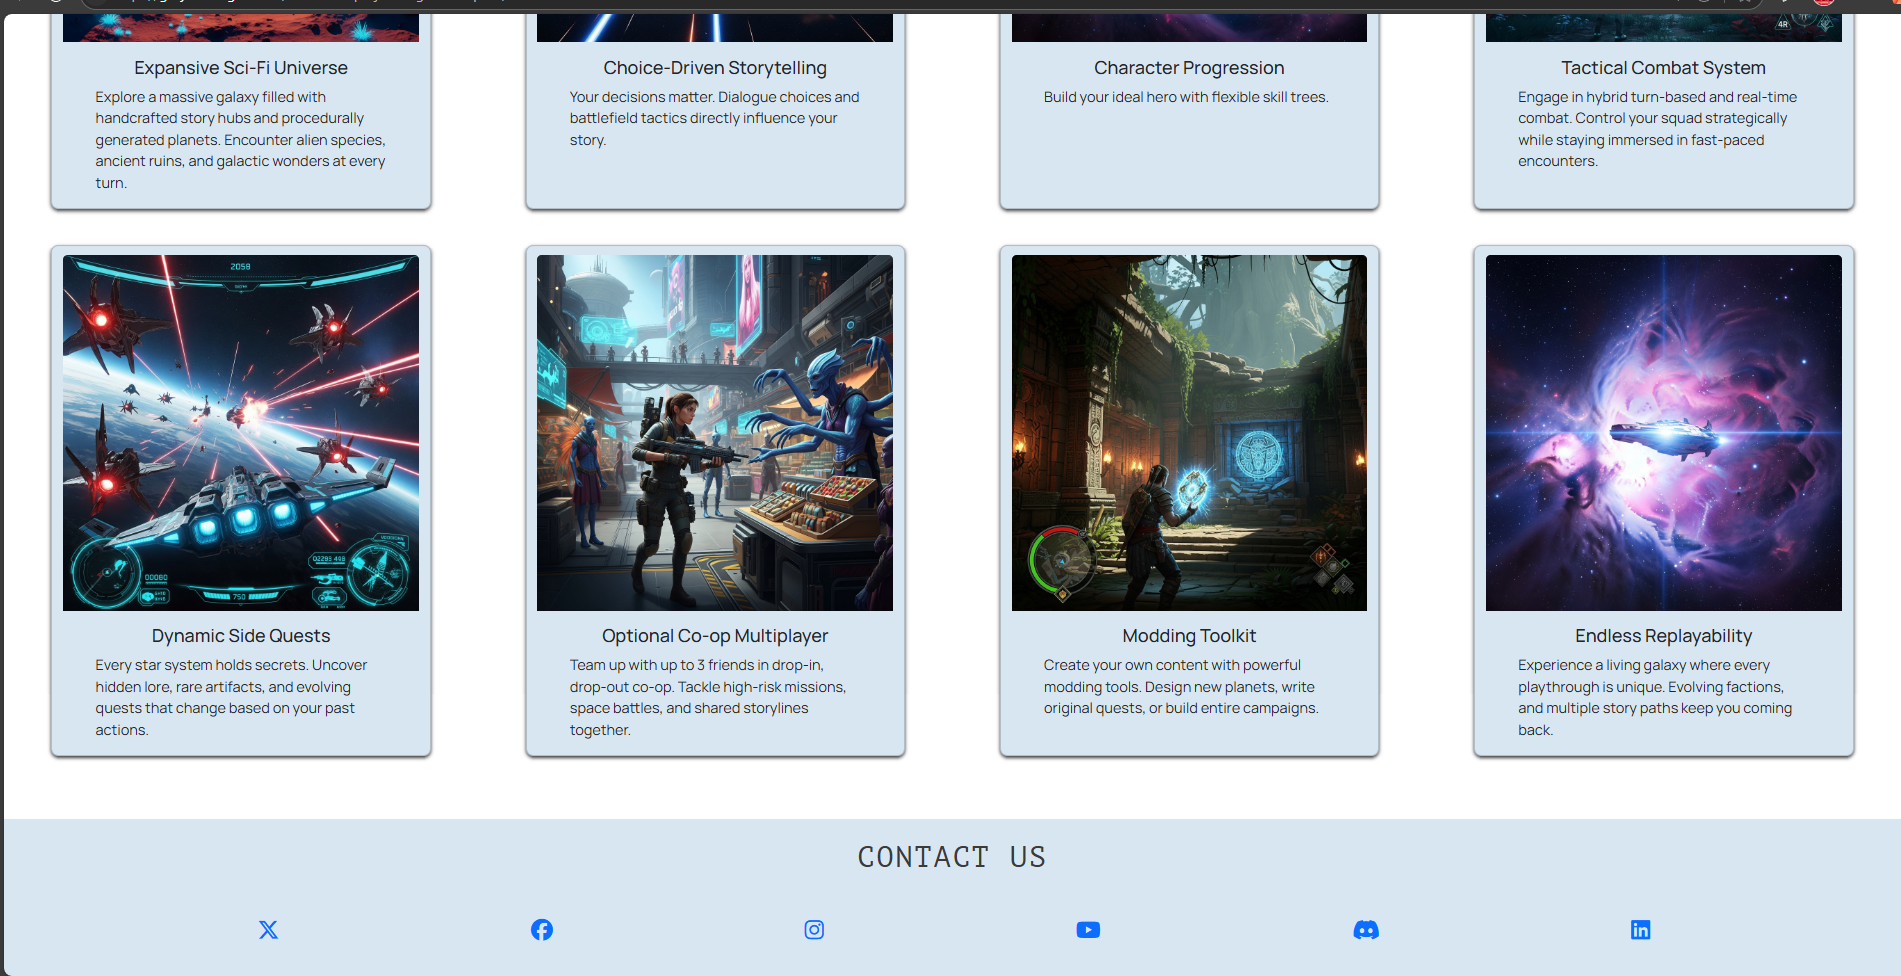 4R
Expansive Sci-Fi Universe
Explore a massive galaxy filled with
handcrafted story hubs and procedurally
generated planets. Encounter alien species,
ancient ruins, and galactic wonders at every
turn.
Choice-Driven Storytelling
Your decisions matter. Dialogue choices and
battlefield tactics directly influence your
story.
Character Progression
Build your ideal hero with flexible skill trees.
Tactical Combat System
Engage in hybrid turn-based and real-time
combat. Control your squad strategically
while staying immersed in fast-paced
encounters.
2058
00080
750
Dynamic Side Quests
Every star system holds secrets. Uncover
hidden lore, rare artifacts, and evolving
quests that change based on your past
actions.
Optional Co-op Multiplayer
Team up with up to 3 friends in drop-in,
drop-out co-op. Tackle high-risk missions,
space battles, and shared storylines
together.
Modding Toolkit
Create your own content with powerful
modding tools. Design new planets, write
original quests, or build entire campaigns.
Endless Replayability
Experience a living galaxy where every
playthrough is unique. Evolving factions,
and multiple story paths keep you coming
back.
CONTACT US